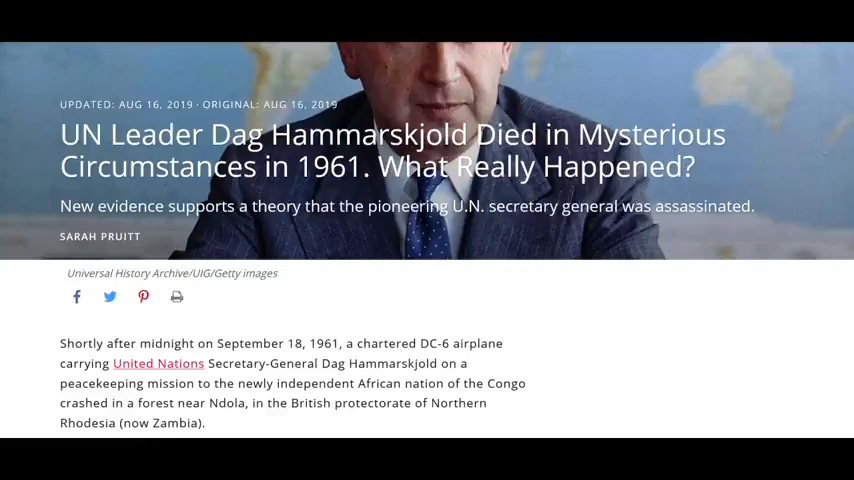 UPDATED: AUG 16, 2019 · ORIGINAL: AUG 16, 2019
UN Leader Dag Hammarskjold Died in Mysterious
Circumstances in 1961. What Really Happened?
New evidence supports a theory that the pioneering U.N. secretary general was assassinated.
SARAH PRUITT
Universal History Archive/UIG/Getty images
Shortly after midnight on September 18, 1961, a chartered DC-6 airplane
carrying United Nations Secretary-General Dag Hammarskjold on a
peacekeeping mission to the newly independent African nation of the Congo
crashed in a forest near Ndola, in the British protectorate of Northern
Rhodesia (now Zambia).